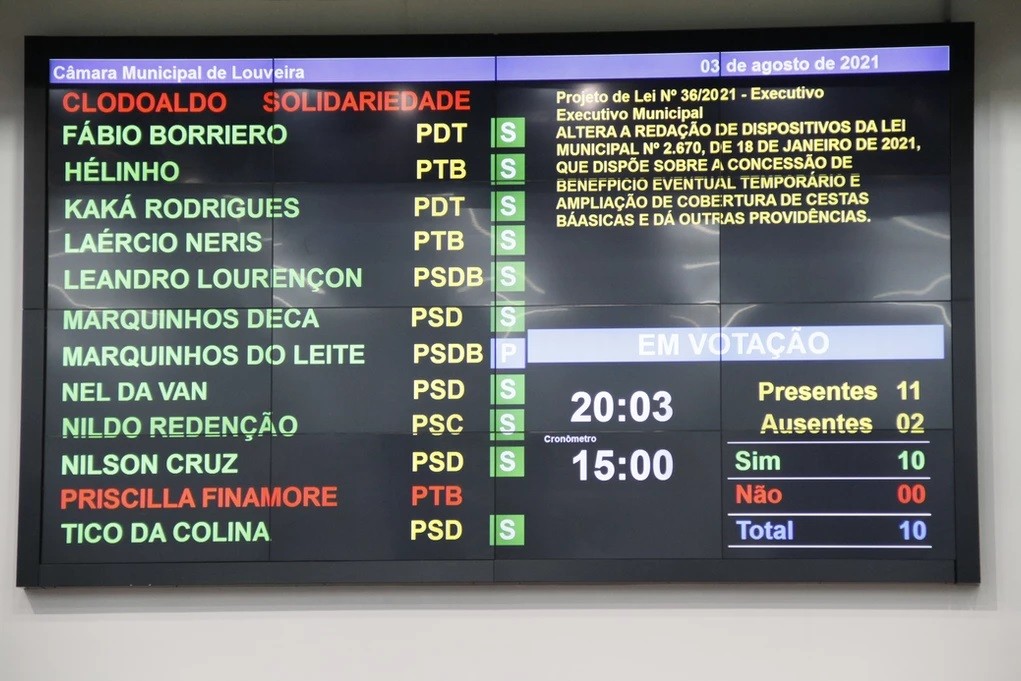 Câmara Municipal de Louveira 03 de agosto de 2021
CLODOALDO SOLIDARIEDADE
FÁBIO BORRIERO PDT S
HÉLINHO PTB S
KAKÁ RODRIGUES PDT S
LAÉRCIO NERIS PTB S
LEANDRO LOURENÇON PSDB S
MARQUINHOS DECA PSD S
MARQUINHOS DO LEITE PSDB P
NEL DA VAN PSD S
NILDO REDENÇÃO PSC S
NILSON CRUZ PSD S
PRISCILLA FINAMORE PTB
TICO DA COLINA PSD S
Projeto de Lei Nº 36/2021 - Executivo
Executivo Municipal
ALTERA A REDAÇÃO DE DISPOSITIVOS DA LEI
MUNICIPAL Nº 2.670, DE 18 DE JANEIRO DE 2021,
QUE DISPÕE SOBRE A CONCESSÃO DE
BENEFPICIO EVENTUAL TEMPORÁRIO E
AMPLIAÇÃO DE COBERTURA DE CESTAS
BÁASICAS E DÁ OUTRAS PROVIDÊNCIAS.
EM VOTAÇÃO
20:03
Cronômetro
15:00
Presentes 11
Ausentes 02
Sim 10
Não 00
Total 10